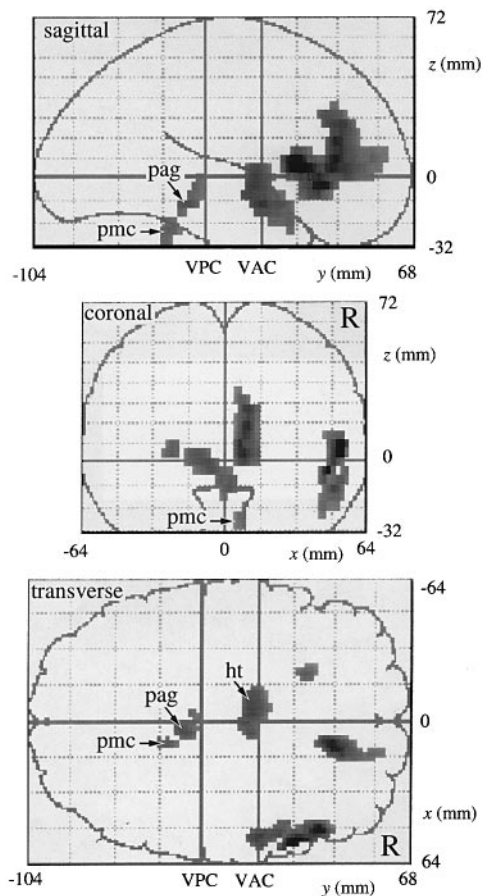 sagittal
72
z (mm)
pag
0
pmc
-32
-104 VPC VAC y (mm) 68
coronal R 72
z (mm)
0
pmc
-32
-64 0 x (mm) 64
transverse -64
ht
pag
0
pmc
x (mm)
R
-104 VPC VAC y (mm) 68
64